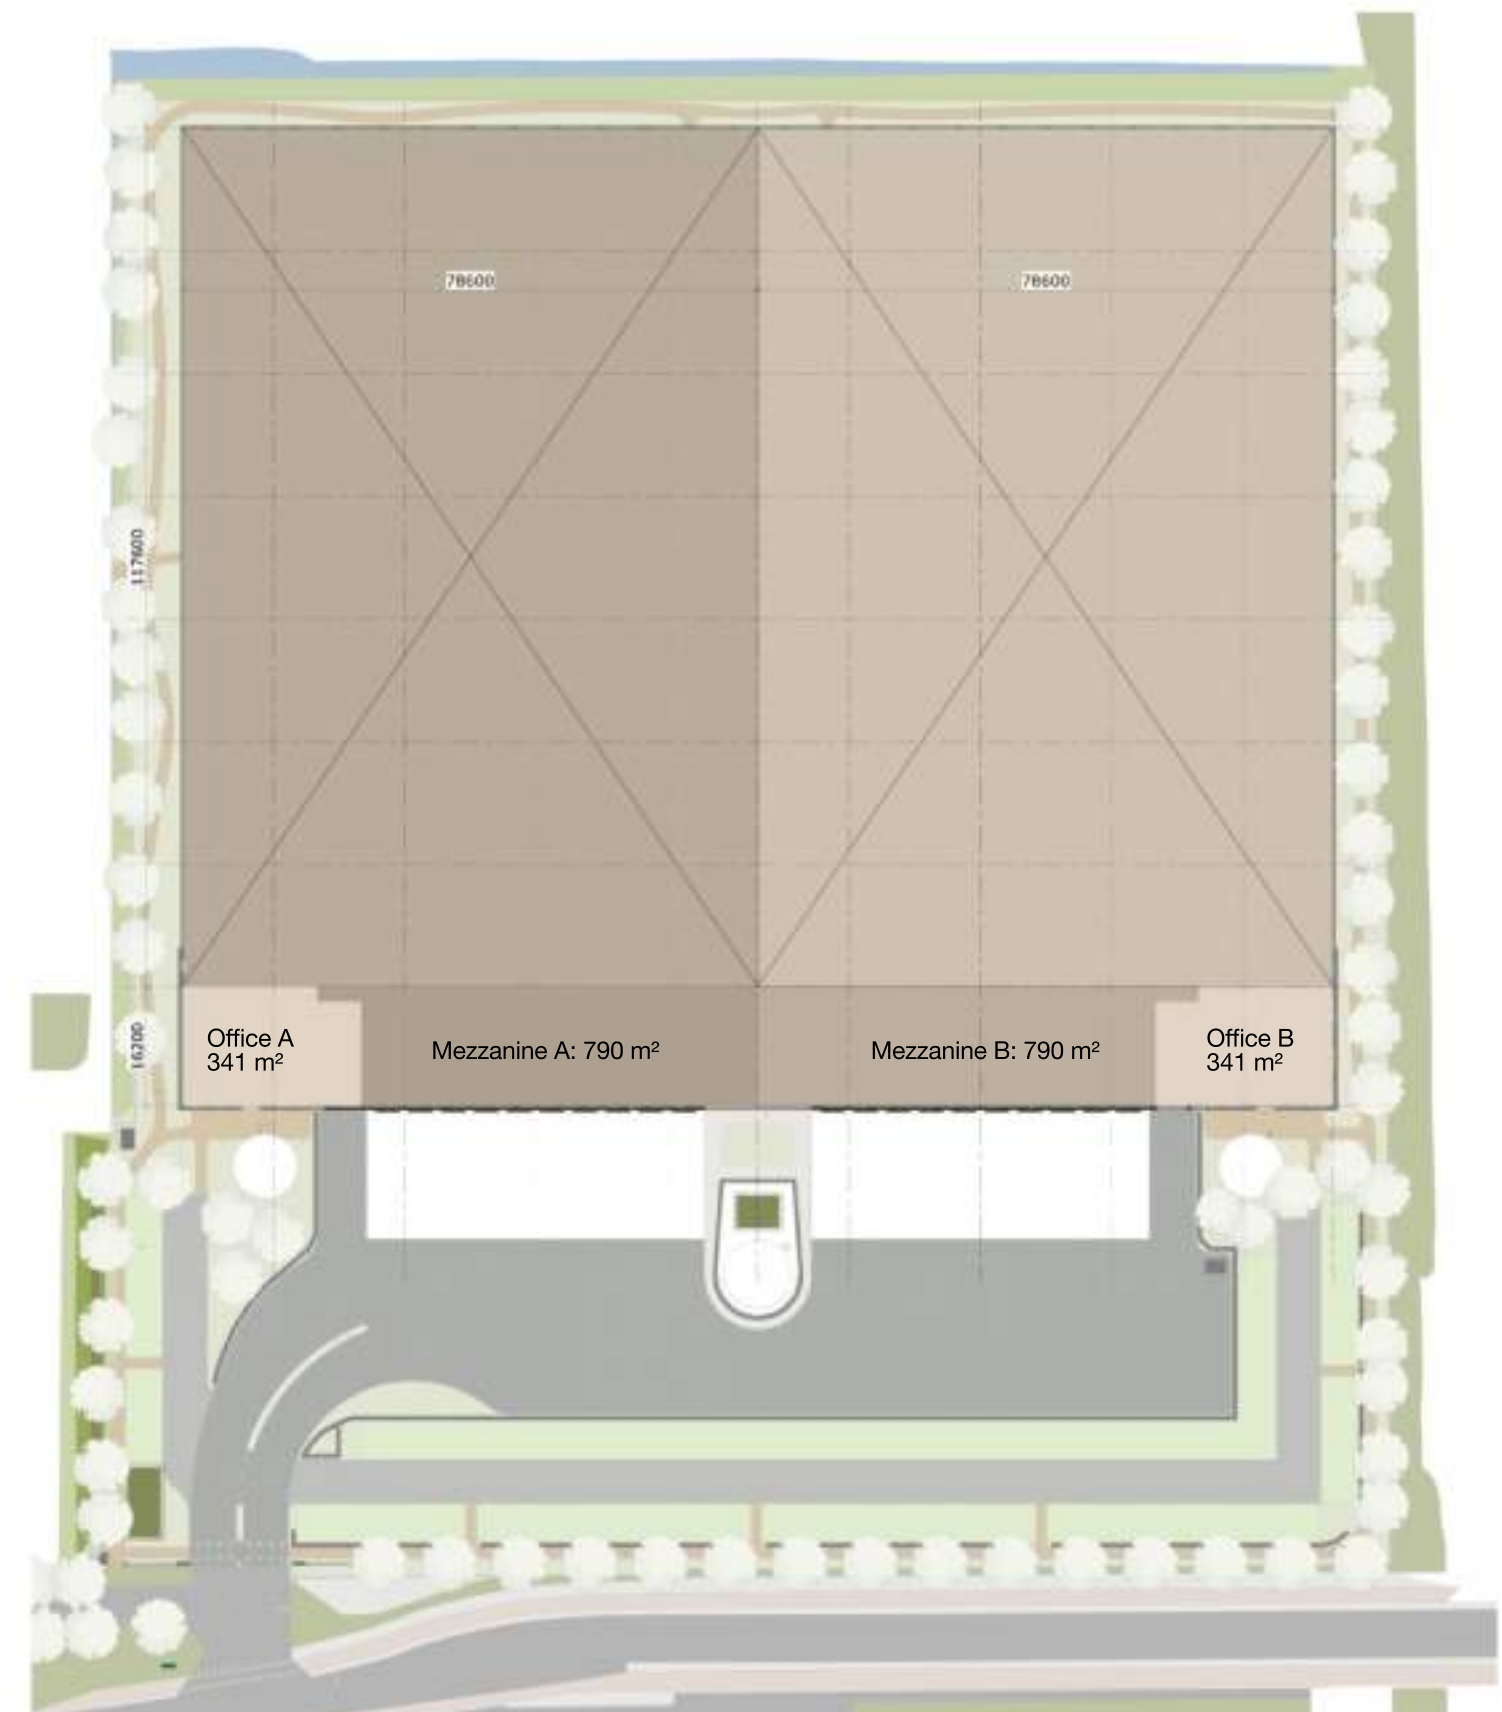 78600
78600
117600
Office A
341 m²
Mezzanine A: 790 m²
Mezzanine B: 790 m²
Office B
341 m²
16200